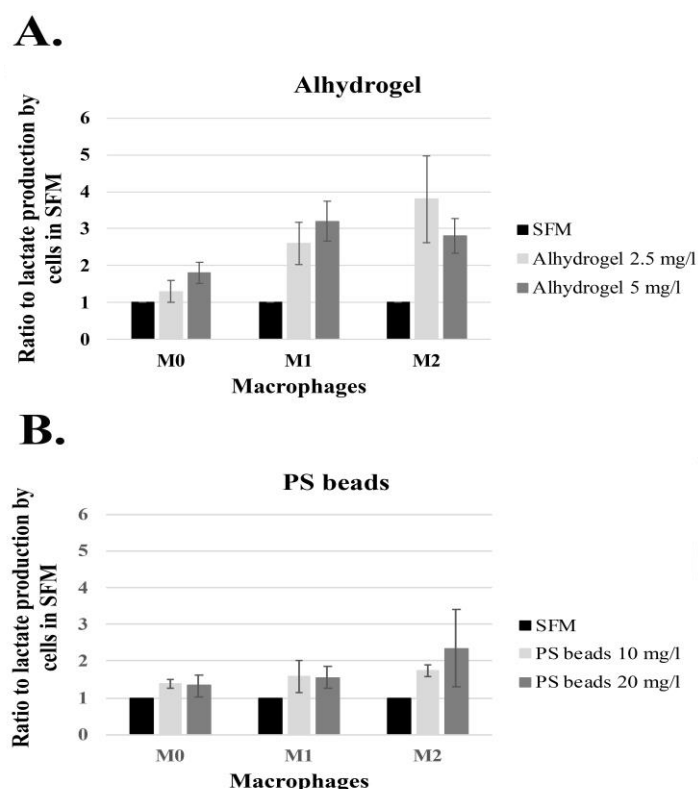 A.
Alhydrogel
Ratio to lactate production by
cells in SFM
6
5
4
3
2
1
0
M0 M1 M2
Macrophages
SFM
Alhydrogel 2.5 mg/l
Alhydrogel 5 mg/l
B.
PS beads
Ratio to lactate production by
cells in SFM
6
5
4
3
2
1
0
M0 M1 M2
Macrophages
SFM
PS beads 10 mg/l
PS beads 20 mg/l